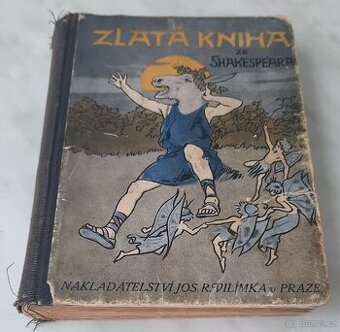 ZLATÁ KNIHA
ZE
SHAKESPEARA
NAKLADATELSTVÍ JOS. R. VILÍMKA V PRAZE